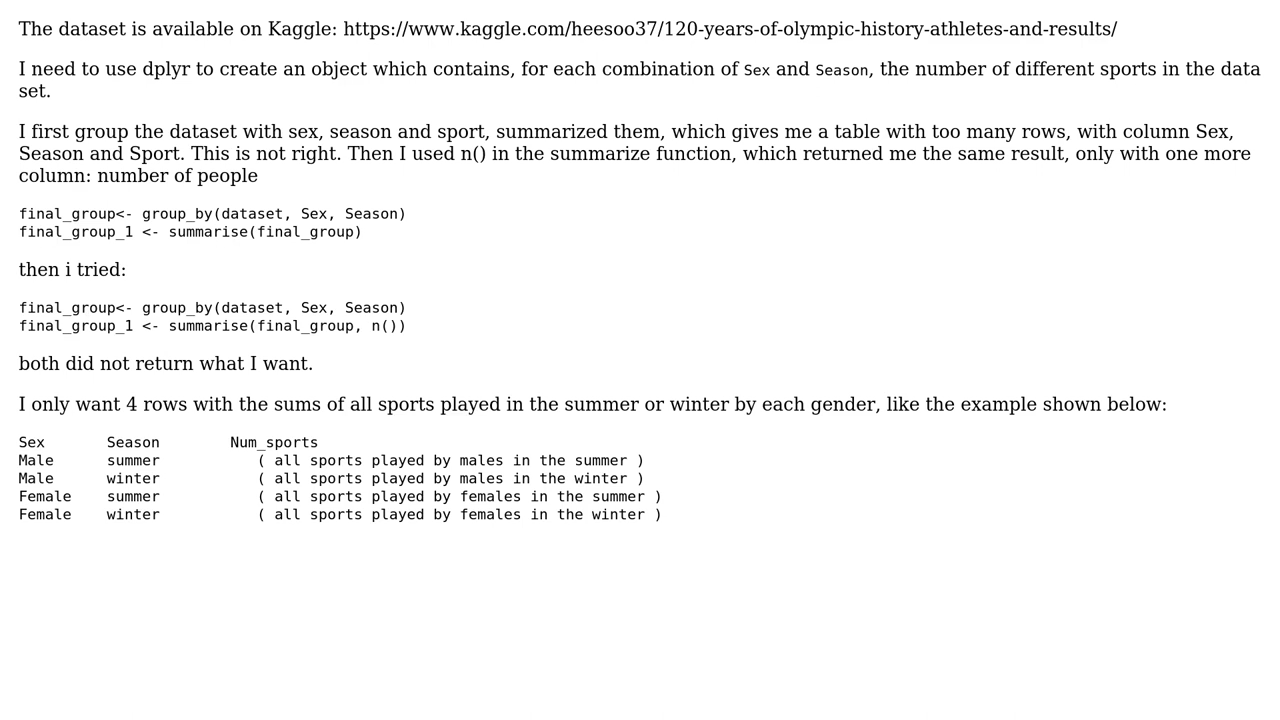 The dataset is available on Kaggle: https://www.kaggle.com/heesoo37/120-years-of-olympic-history-athletes-and-results/
I need to use dplyr to create an object which contains, for each combination of Sex and Season, the number of different sports in the data
set.
I first group the dataset with sex, season and sport, summarized them, which gives me a table with too many rows, with column Sex,
Season and Sport. This is not right. Then I used n() in the summarize function, which returned me the same result, only with one more
column: number of people
final_group<- group_by(dataset, Sex, Season)
final_group_1 <- summarise(final_group)
then i tried:
final_group<- group_by(dataset, Sex, Season)
final_group_1 <- summarise(final_group, n())
both did not return what I want.
I only want 4 rows with the sums of all sports played in the summer or winter by each gender, like the example shown below:
Sex       Season        Num_sports
Male      summer           ( all sports played by males in the summer )
Male      winter           ( all sports played by males in the winter )
Female    summer           ( all sports played by females in the summer )
Female    winter           ( all sports played by females in the winter )